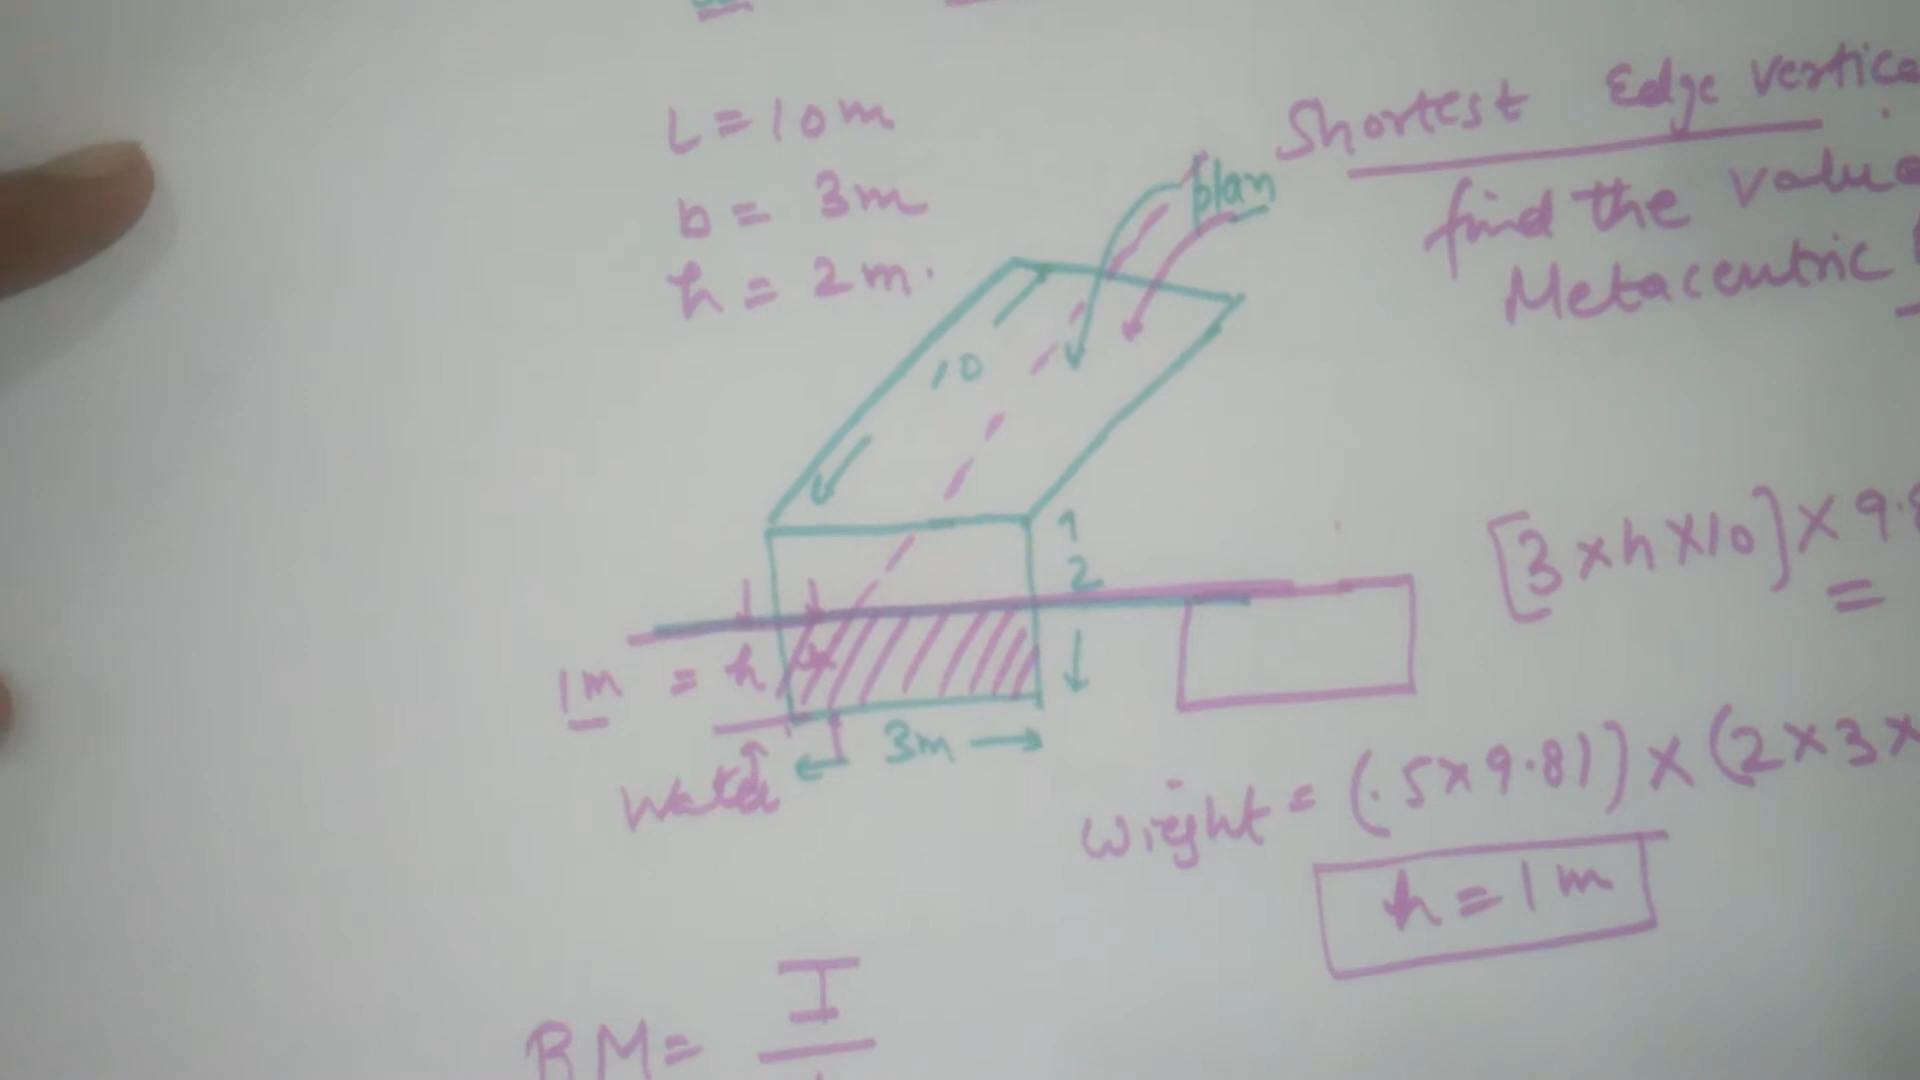 L = 10m
b = 3m
h = 2m.
Shortest Edge vertica
find the value
Metacentric
plan
10
2
1m = h
3m
Water
[3 x h x 10] x 9.8
=
wieght = (.5 x 9.81) x (2 x 3 x
h = 1m
BM = I